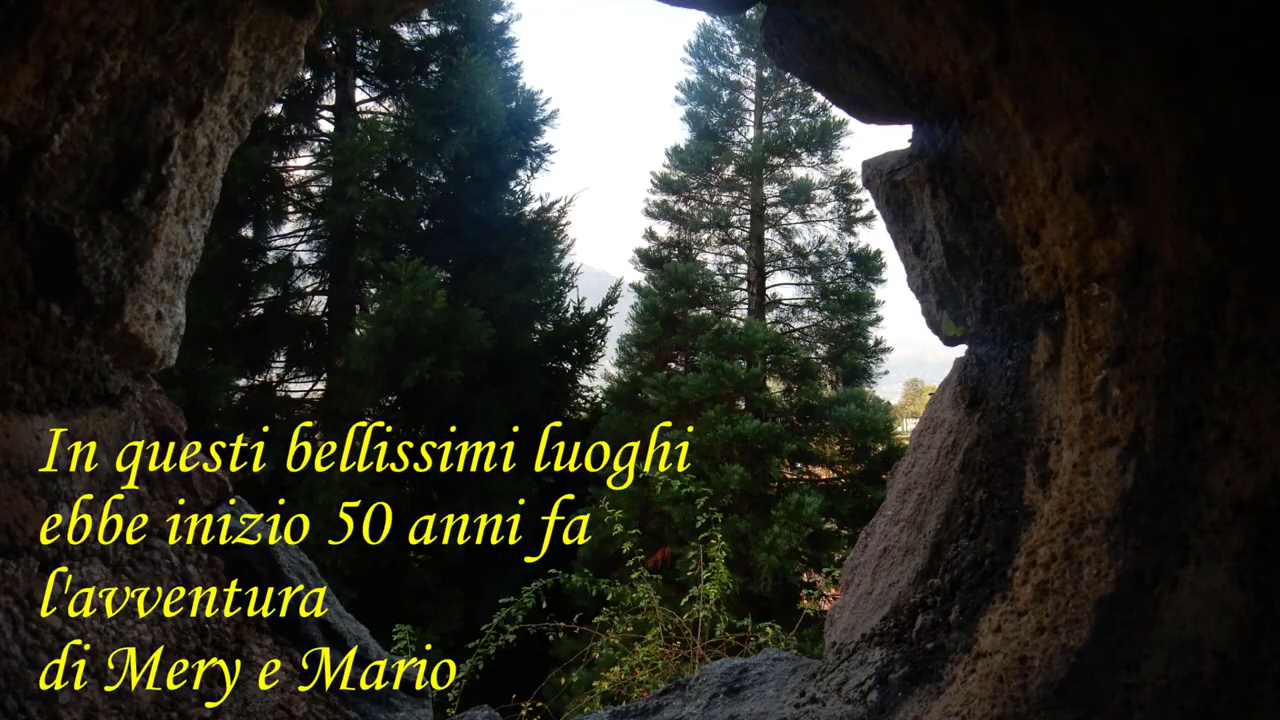 In questi bellissimi luoghi
ebbe inizio 50 anni fa
l'avventura
di Mery e Mario